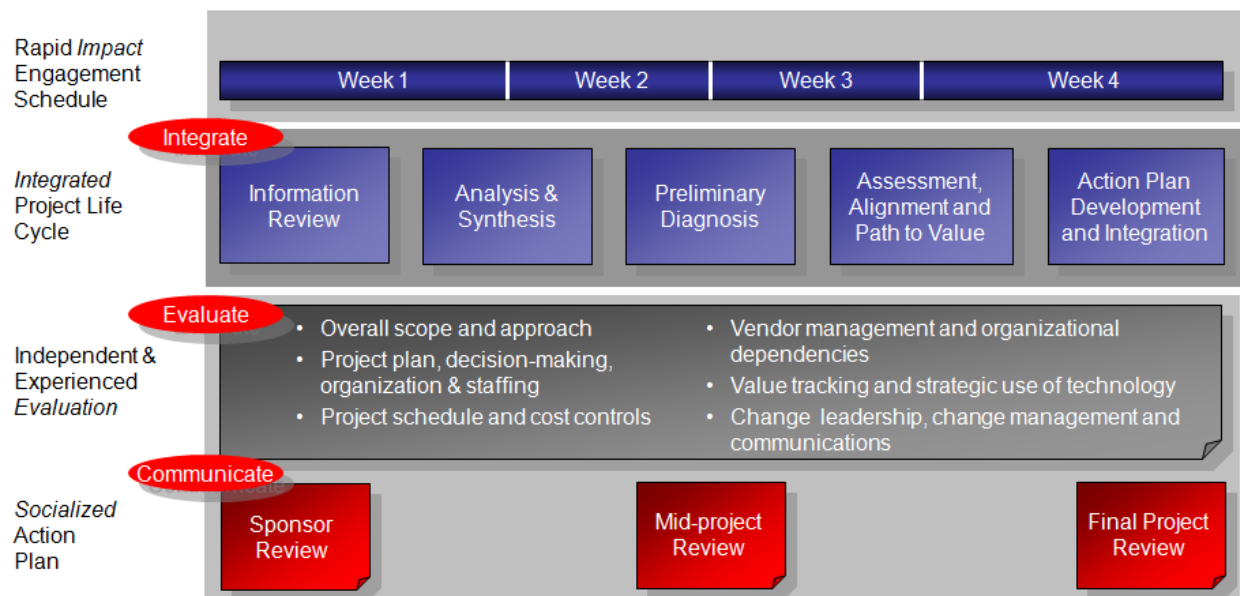 Rapid Impact
Engagement
Schedule
Week 1
Week 2
Week 3
Week 4
Integrate
Integrated
Project Life
Cycle
Information
Review
Analysis &
Synthesis
Preliminary
Diagnosis
Assessment,
Alignment and
Path to Value
Action Plan
Development
and Integration
Evaluate
Independent &
Experienced
Evaluation
• Overall scope and approach
• Project plan, decision-making,
organization & staffing
• Project schedule and cost controls
• Vendor management and organizational
dependencies
• Value tracking and strategic use of technology
• Change leadership, change management and
communications
Communicate
Socialized
Action
Plan
Sponsor
Review
Mid-project
Review
Final Project
Review